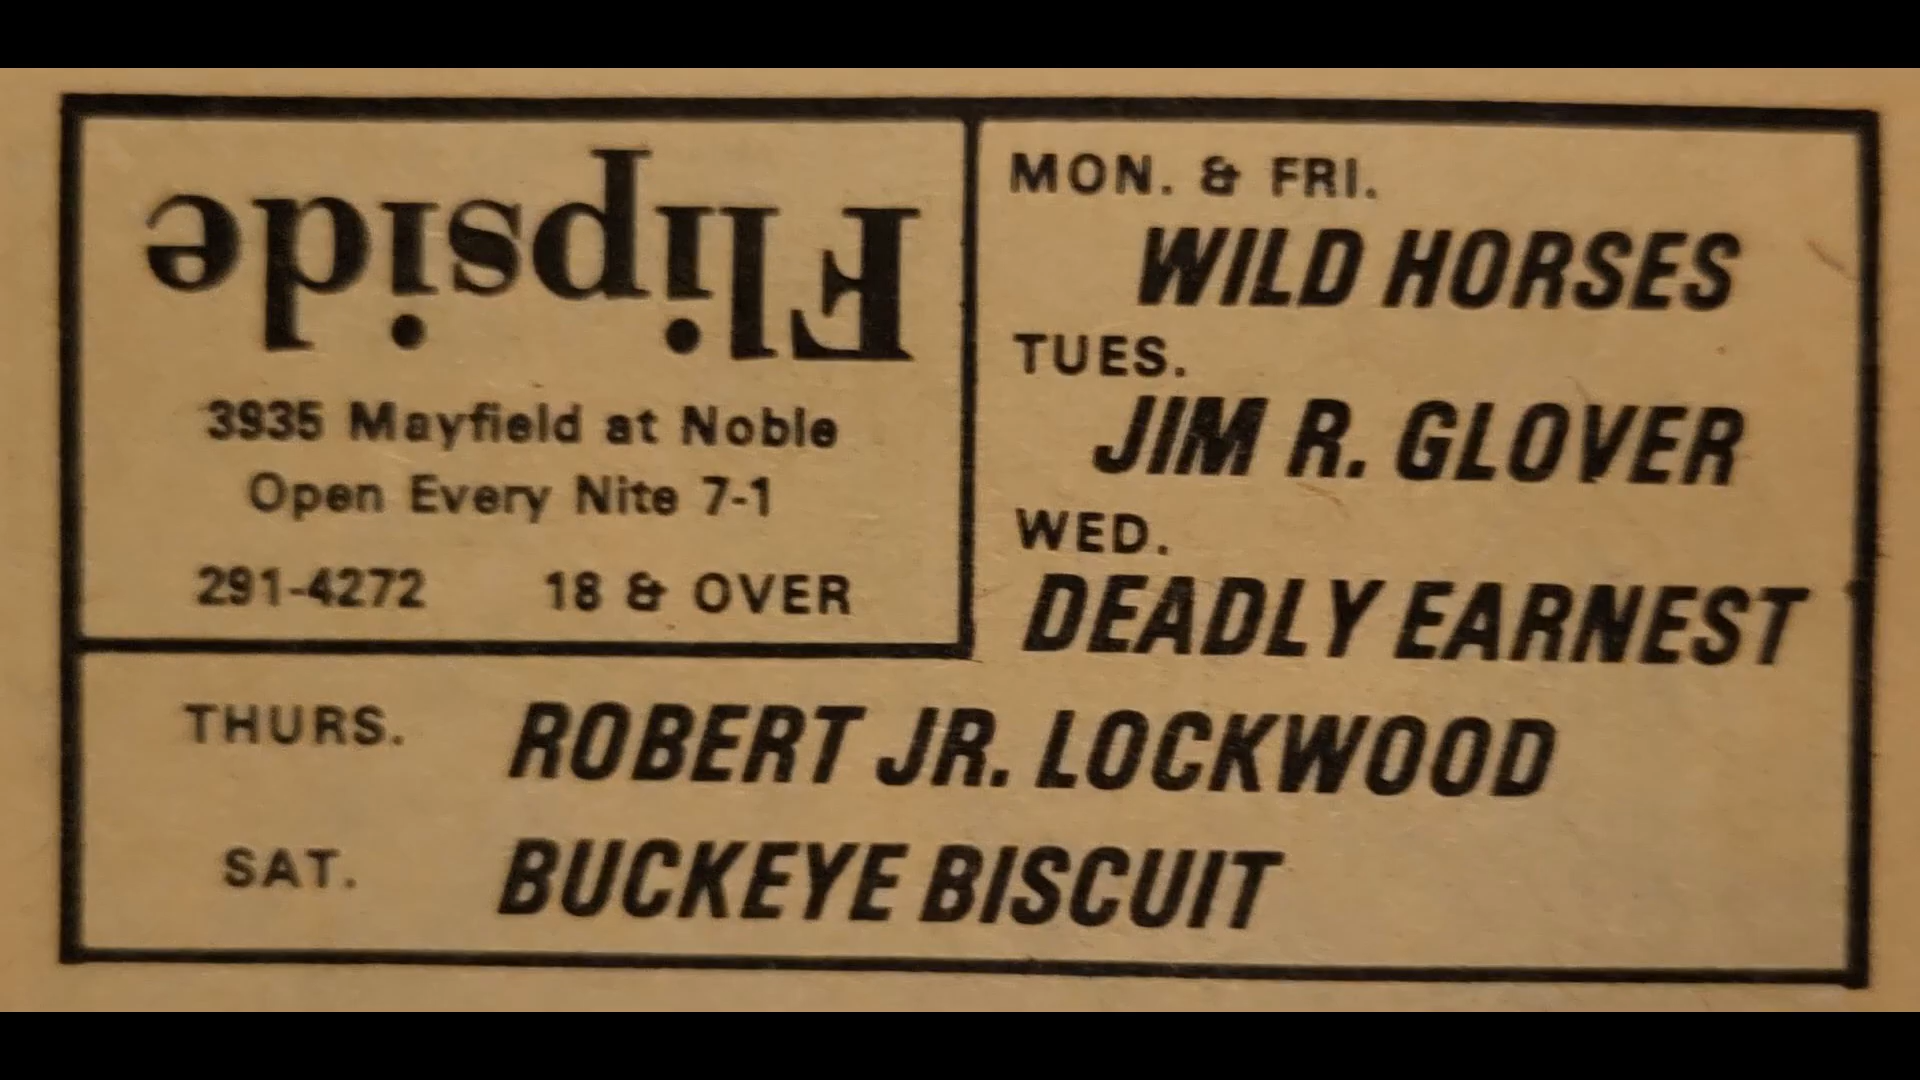 Flipside
3935 Mayfield at Noble
Open Every Nite 7-1
291-4272 18 & OVER
MON. & FRI.
WILD HORSES
TUES.
JIM R. GLOVER
WED.
DEADLY EARNEST
THURS. ROBERT JR. LOCKWOOD
SAT. BUCKEYE BISCUIT